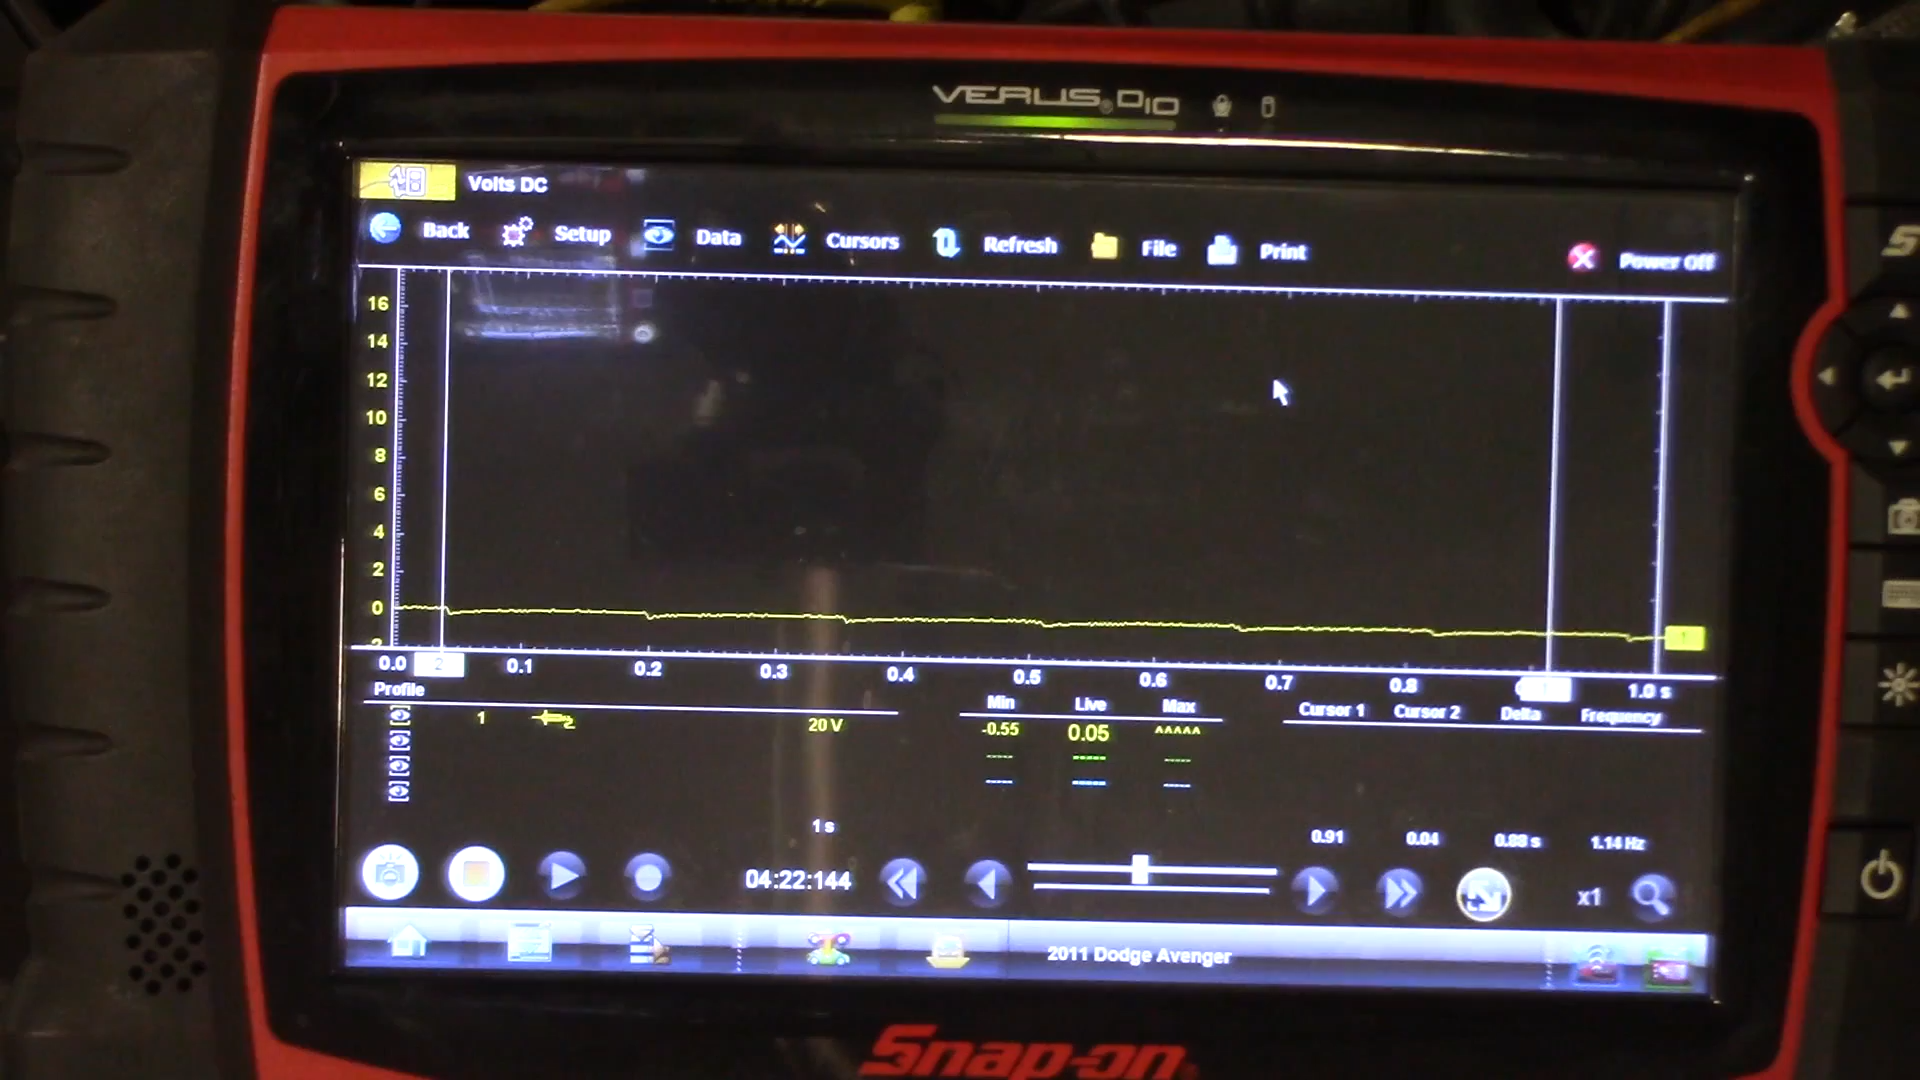 VERUS® D10
Volts DC
Back Setup Data Cursors Refresh File Print Power Off
16
14
12
10
8
6
4
2
0
0.0 2 0.1 0.2 0.3 0.4 0.5 0.6 0.7 0.8 1.0 s
Profile Min Live Max Cursor 1 Cursor 2 Delta Frequency
1 20 V -0.55 0.05 ^^^^^
----- ----- -----
----- ----- -----
1 s 0.91 0.04 0.88 s 1.14 Hz
04:22:144 x1
2011 Dodge Avenger
Snap-on